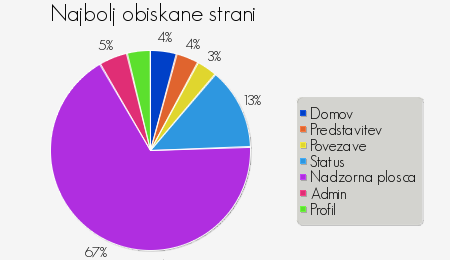 Najbolj obiskane strani
5%
4%
4%
3%
13%
67%
Domov
Predstavitev
Povezave
Status
Nadzorna plosca
Admin
Profil